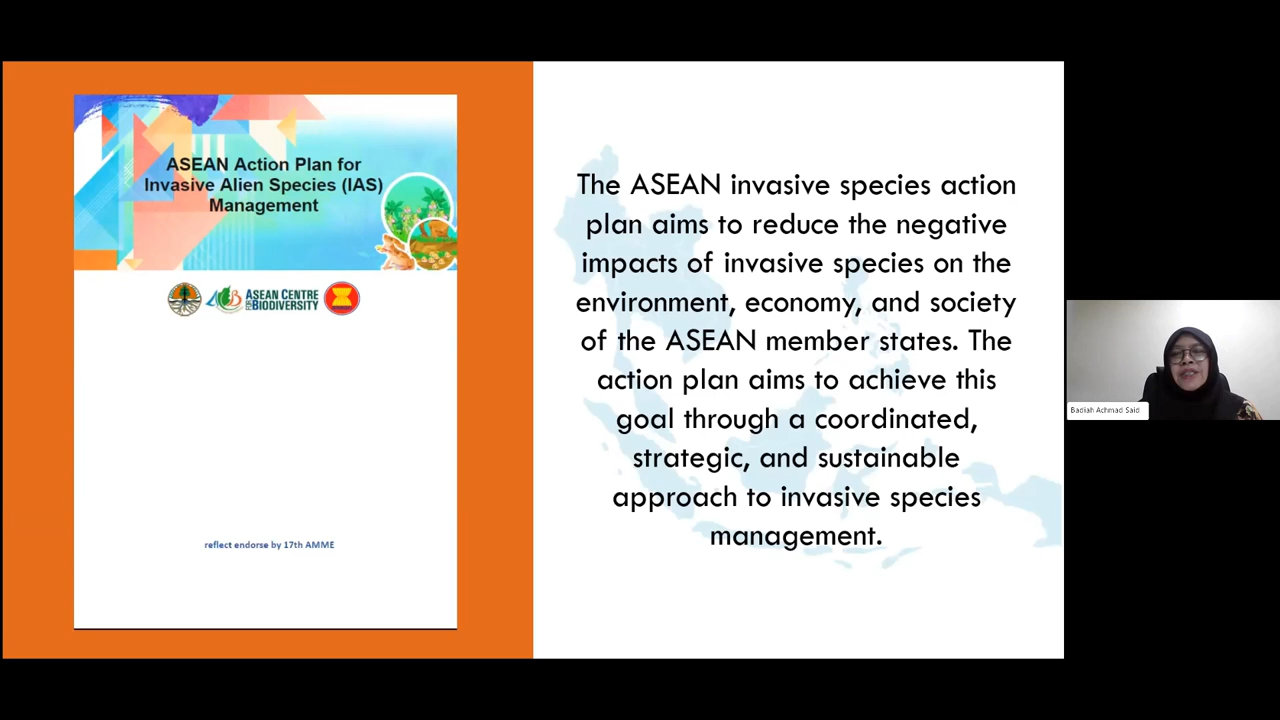 ASEAN Action Plan for
Invasive Alien Species (IAS)
Management
ASEAN CENTRE
FOR BIODIVERSITY
reflect endorse by 17th AMME
The ASEAN invasive species action
plan aims to reduce the negative
impacts of invasive species on the
environment, economy, and society
of the ASEAN member states. The
action plan aims to achieve this
goal through a coordinated,
strategic, and sustainable
approach to invasive species
management.
Badiah Achmad Said